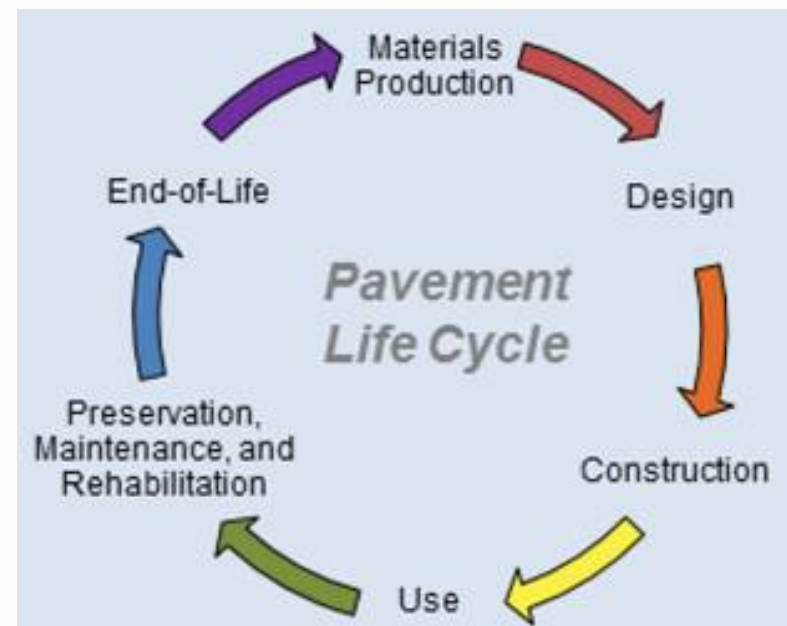 Materials
Production
Design
Construction
Use
Preservation,
Maintenance, and
Rehabilitation
End-of-Life
Pavement
Life Cycle